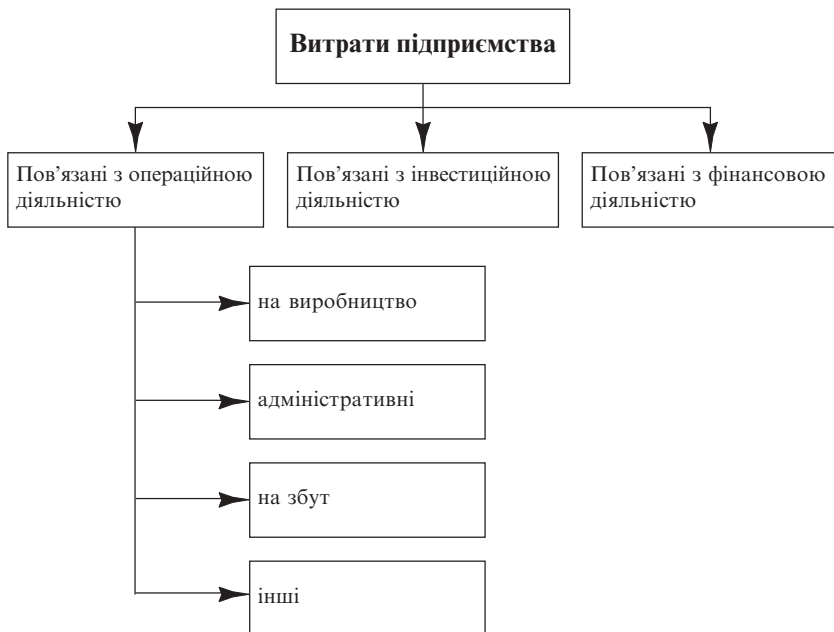 Витрати підприємства
Пов’язані з операційною
діяльністю
Пов’язані з інвестиційною
діяльністю
Пов’язані з фінансовою
діяльністю
на виробництво
адміністративні
на збут
інші